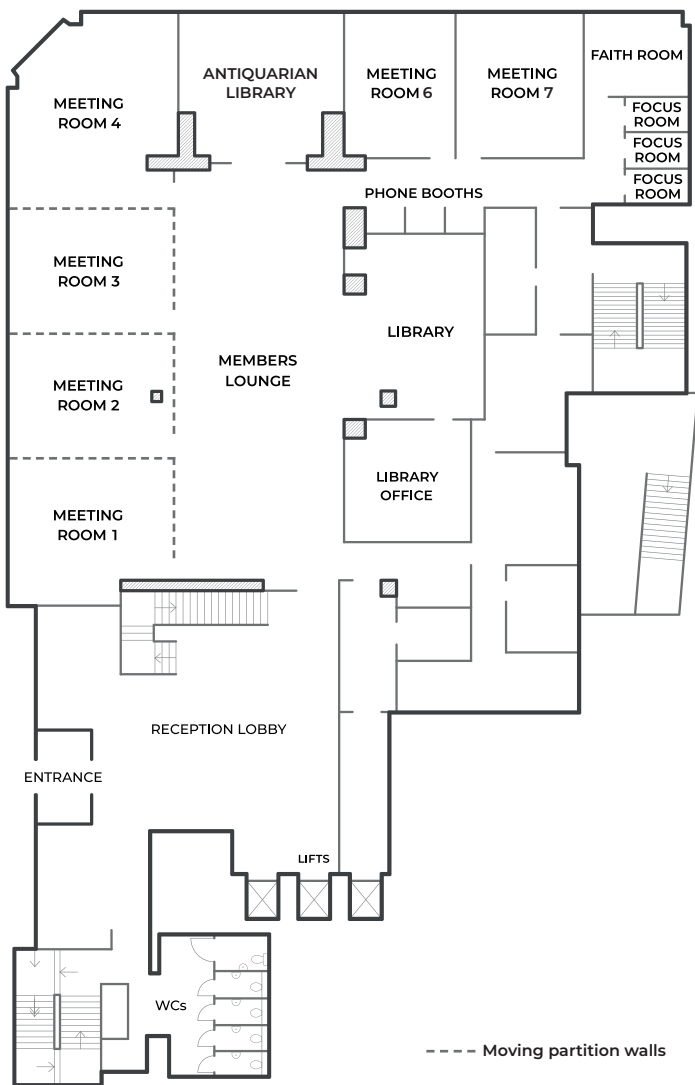 MEETING
ROOM 4
ANTIQUARIAN
LIBRARY
MEETING
ROOM 6
MEETING
ROOM 7
FAITH ROOM
FOCUS
ROOM
FOCUS
ROOM
FOCUS
ROOM
PHONE BOOTHS
MEETING
ROOM 3
LIBRARY
MEMBERS
LOUNGE
MEETING
ROOM 2
LIBRARY
OFFICE
MEETING
ROOM 1
RECEPTION LOBBY
ENTRANCE
LIFTS
WCs
Moving partition walls